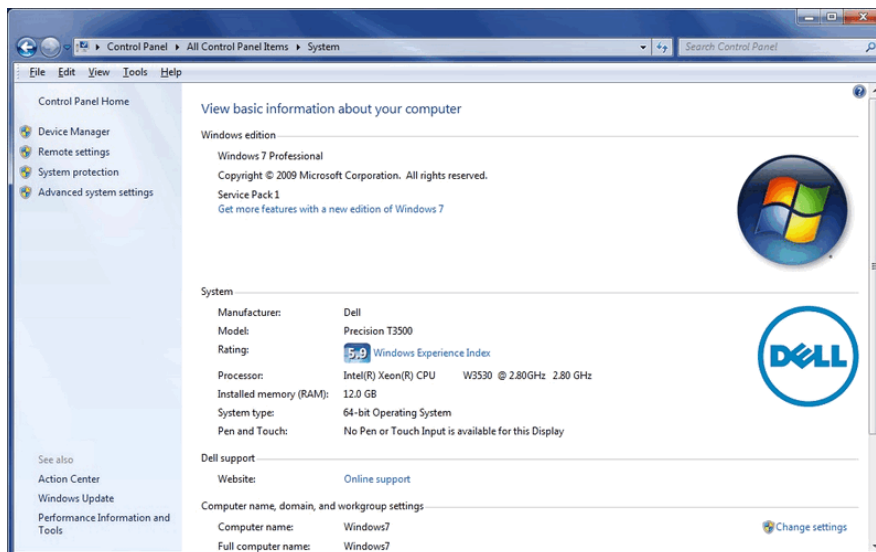 Control Panel ▸ All Control Panel Items ▸ System
Search Control Panel
File Edit View Tools Help
Control Panel Home
Device Manager
Remote settings
System protection
Advanced system settings
View basic information about your computer
Windows edition
Windows 7 Professional
Copyright © 2009 Microsoft Corporation. All rights reserved.
Service Pack 1
Get more features with a new edition of Windows 7
System
Manufacturer: Dell
Model: Precision T3500
Rating: 5.9 Windows Experience Index
Processor: Intel(R) Xeon(R) CPU W3530 @ 2.80GHz 2.80 GHz
Installed memory (RAM): 12.0 GB
System type: 64-bit Operating System
Pen and Touch: No Pen or Touch Input is available for this Display
DELL
Dell support
Website: Online support
Computer name, domain, and workgroup settings
Computer name: Windows7
Change settings
Full computer name: Windows7
See also
Action Center
Windows Update
Performance Information and
Tools